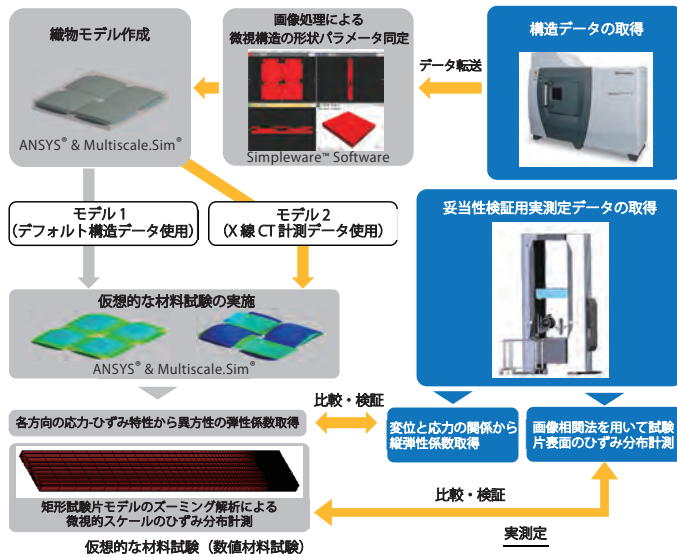 織物モデル作成
ANSYS® & Multiscale.Sim®
画像処理による
微視構造の形状パラメータ同定
Simpleware™ Software
データ転送
構造データの取得
モデル 1
（デフォルト構造データ使用）
モデル 2
（X 線 CT 計測データ使用）
妥当性検証用実測定データの取得
仮想的な材料試験の実施
ANSYS® & Multiscale.Sim®
各方向の応力-ひずみ特性から異方性の弾性係数取得
比較・検証
変位と応力の関係から
縦弾性係数取得
画像相関法を用いて試験
片表面のひずみ分布計測
矩形試験片モデルのズーミング解析による
微視的スケールのひずみ分布計測
比較・検証
実測定
仮想的な材料試験（数値材料試験）